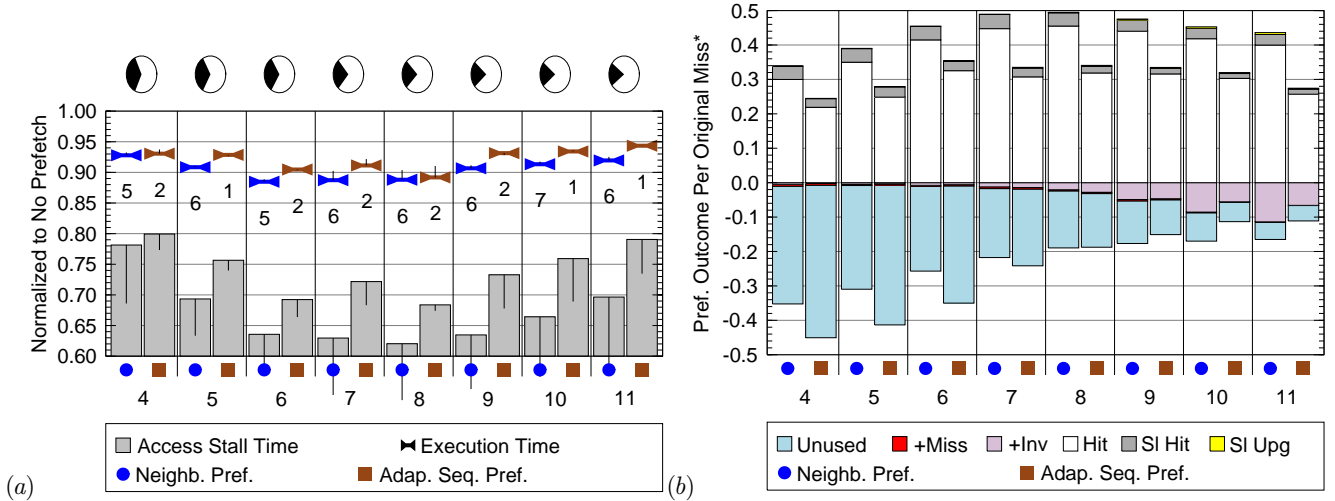 Normalized to No Prefetch
1.00
0.95
0.90
0.85
0.80
0.75
0.70
0.65
0.60
5 2 6 1 5 2 6 2 6 2 6 2 7 1 6 1
4 5 6 7 8 9 10 11
Access Stall Time Execution Time
Neighb. Pref. Adap. Seq. Pref.
(a)
Pref. Outcome Per Original Miss*
0.5
0.4
0.3
0.2
0.1
0.0
-0.1
-0.2
-0.3
-0.4
-0.5
4 5 6 7 8 9 10 11
Unused +Miss +Inv Hit Sl Hit Sl Upg
Neighb. Pref. Adap. Seq. Pref.
(b)